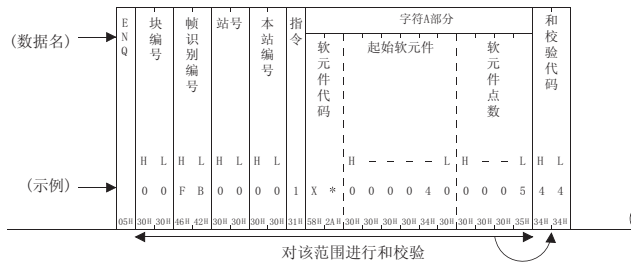 字符A部分
(数据名)
ENQ
块编号
帧识别编号
站号
本站编号
指令
软元件代码
起始软元件
软元件点数
和校验代码
H L H L H L H L H - - - - L H - - L H L
(示例)
0 0 F B 0 0 0 0 1 X * 0 0 0 0 4 0 0 0 0 5 4 4
05H 30H 30H 46H 42H 30H 30H 30H 30H 31H 58H 2AH 30H 30H 30H 30H 34H 30H 30H 30H 30H 35H 34H 34H
对该范围进行和校验